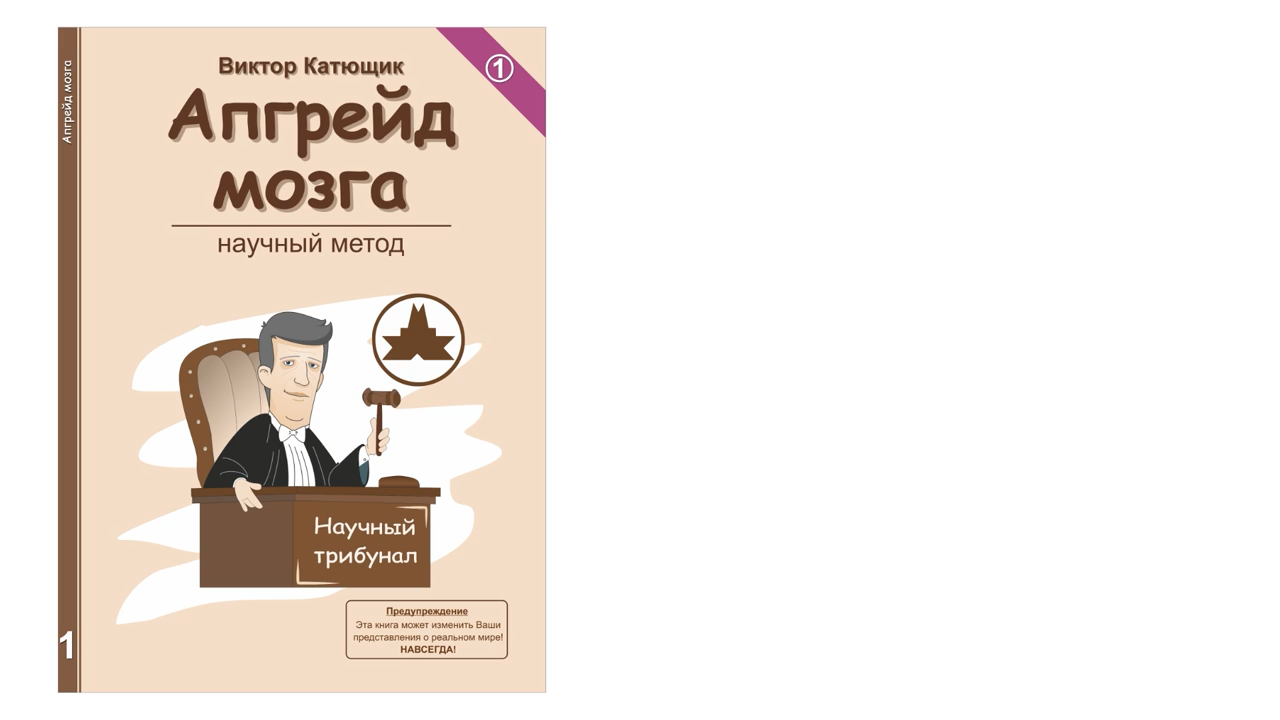 Апгрейд мозга
1
Виктор Катющик
1
Апгрейд
мозга
научный метод
Научный
трибунал
Предупреждение
Эта книга может изменить Ваши
представления о реальном мире!
НАВСЕГДА!